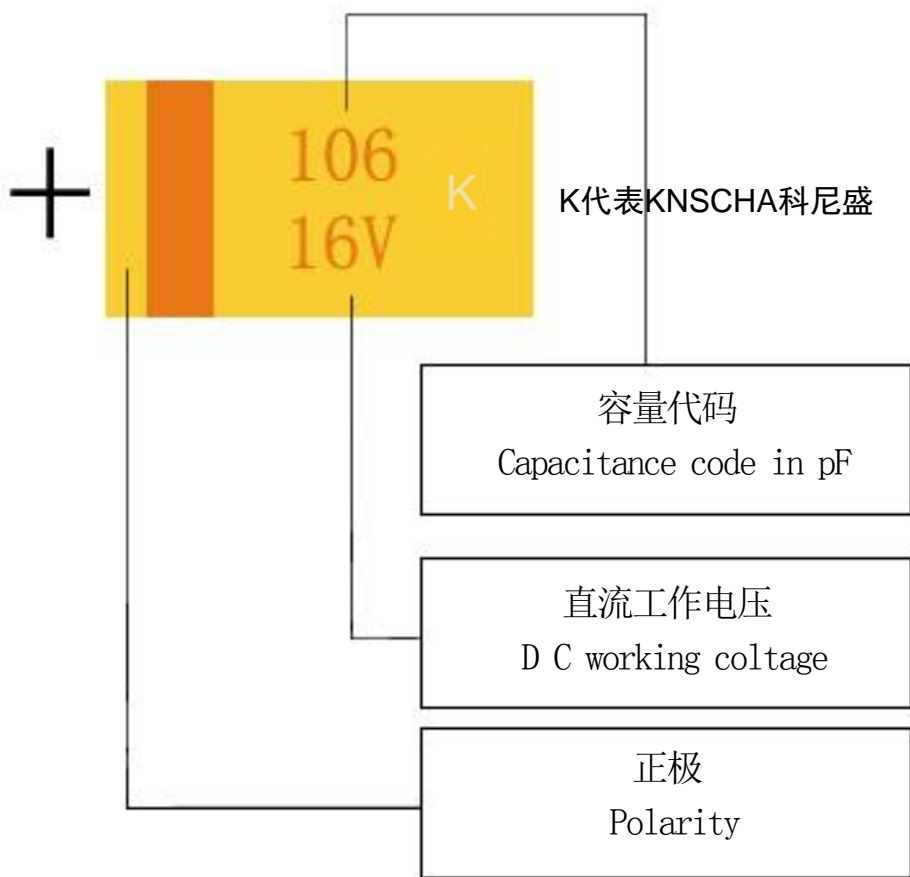 +
106
16V
K
K代表KNSCHA科尼盛
容量代码
Capacitance code in pF
直流工作电压
D C working coltage
正极
Polarity